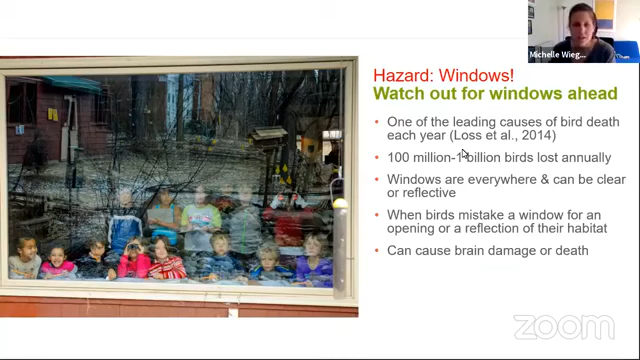 Michelle Wieg...
Hazard: Windows!
Watch out for windows ahead
• One of the leading causes of bird death
each year (Loss et al., 2014)
• 100 million-1 billion birds lost annually
• Windows are everywhere & can be clear
or reflective
• When birds mistake a window for an
opening or a reflection of their habitat
• Can cause brain damage or death
zoom